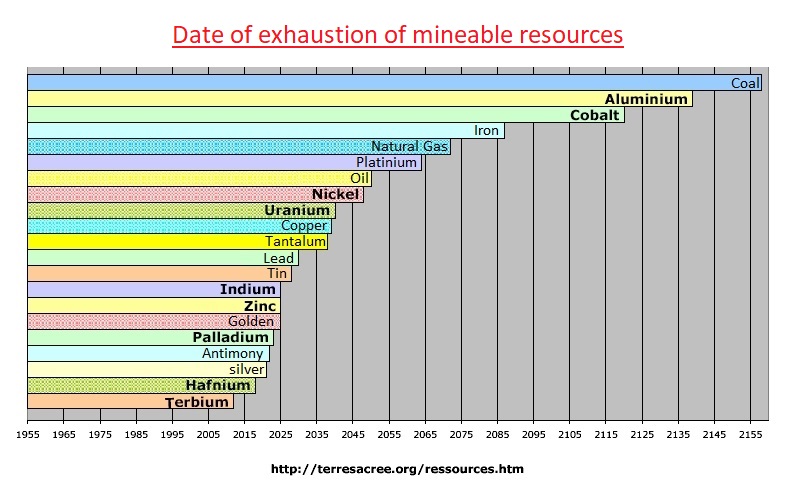 Date of exhaustion of mineable resources
Coal
Aluminium
Cobalt
Iron
Natural Gas
Platinium
Oil
Nickel
Uranium
Copper
Tantalum
Lead
Tin
Indium
Zinc
Golden
Palladium
Antimony
silver
Hafnium
Terbium
1955 1965 1975 1985 1995 2005 2015 2025 2035 2045 2055 2065 2075 2085 2095 2105 2115 2125 2135 2145 2155
http://terresacree.org/ressources.htm